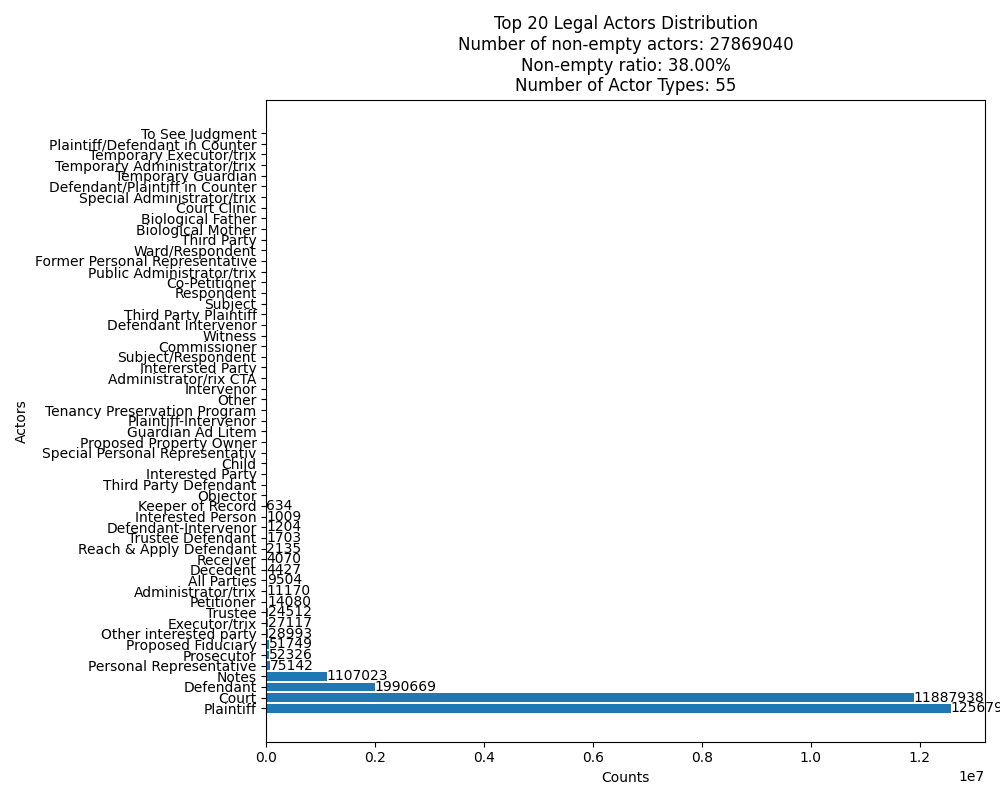 Top 20 Legal Actors Distribution
Number of non-empty actors: 27869040
Non-empty ratio: 38.00%
Number of Actor Types: 55
To See Judgment
Plaintiff/Defendant in Counter
Temporary Executor/trix
Temporary Administrator/trix
Temporary Guardian
Defendant/Plaintiff in Counter
Special Administrator/trix
Court Clinic
Biological Father
Biological Mother
Third Party
Ward/Respondent
Former Personal Representative
Public Administrator/trix
Co-Petitioner
Respondent
Subject
Third Party Plaintiff
Defendant Intervenor
Witness
Commissioner
Subject/Respondent
Interersted Party
Administrator/rix CTA
Intervenor
Other
Tenancy Preservation Program
Plaintiff-Intervenor
Guardian Ad Litem
Proposed Property Owner
Special Personal Representativ
Child
Interested Party
Third Party Defendant
Objector
Keeper of Record 634
Interested Person 1009
Defendant-Intervenor 1204
Trustee Defendant 1703
Reach & Apply Defendant 2135
Receiver 4070
Decedent 4427
All Parties 9504
Administrator/trix 11170
Petitioner 14080
Trustee 24512
Executor/trix 27117
Other interested party 28993
Proposed Fiduciary 51749
Prosecutor 52326
Personal Representative 75142
Notes 1107023
Defendant 1990669
Court 11887938
Plaintiff 125679
Actors
0.0 0.2 0.4 0.6 0.8 1.0 1.2
1e7
Counts